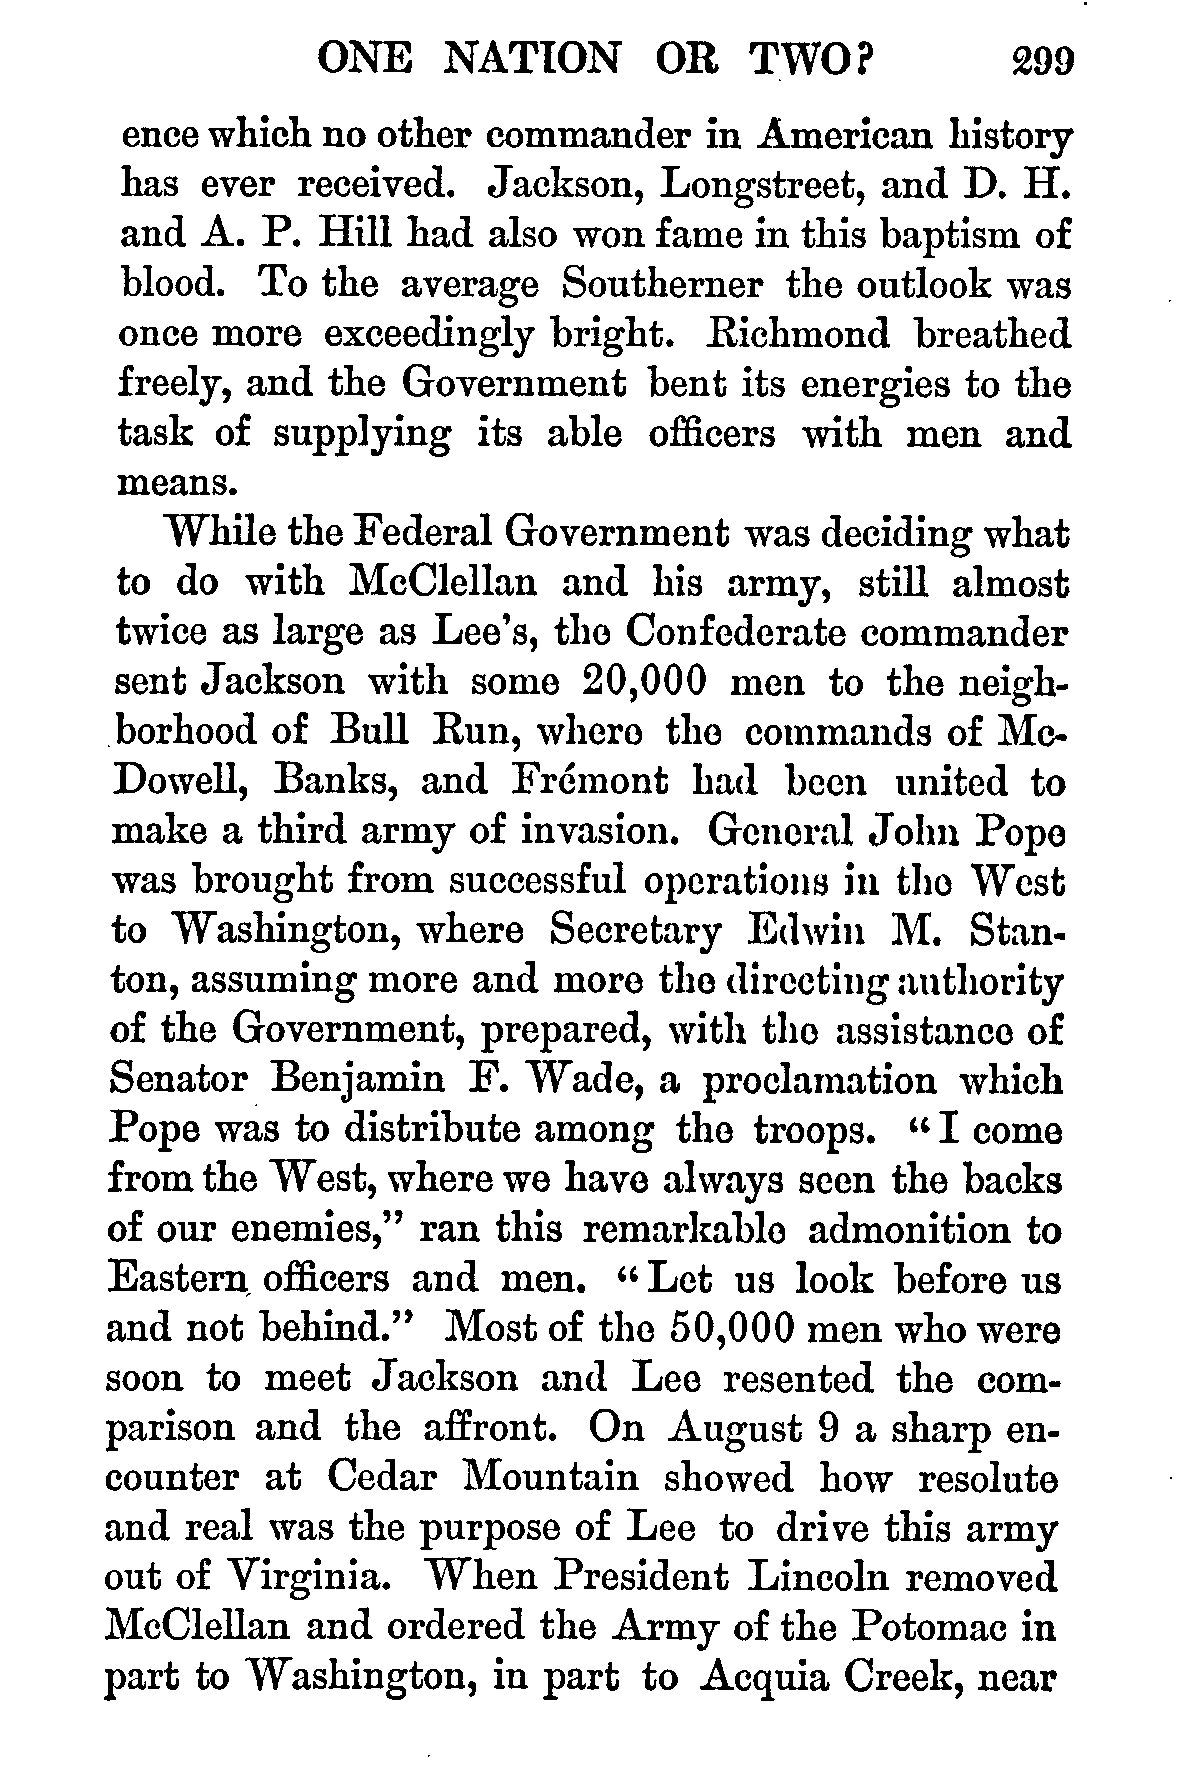 ONE NATION OR TWO? 299
ence which no other commander in American history
has ever received. Jackson, Longstreet, and D. H.
and A. P. Hill had also won fame in this baptism of
blood. To the average Southerner the outlook was
once more exceedingly bright. Richmond breathed
freely, and the Government bent its energies to the
task of supplying its able officers with men and
means.
While the Federal Government was deciding what
to do with McClellan and his army, still almost
twice as large as Lee's, the Confederate commander
sent Jackson with some 20,000 men to the neigh-
borhood of Bull Run, where the commands of Mc-
Dowell, Banks, and Frémont had been united to
make a third army of invasion. General John Pope
was brought from successful operations in the West
to Washington, where Secretary Edwin M. Stan-
ton, assuming more and more the directing authority
of the Government, prepared, with the assistance of
Senator Benjamin F. Wade, a proclamation which
Pope was to distribute among the troops. "I come
from the West, where we have always seen the backs
of our enemies," ran this remarkable admonition to
Eastern officers and men. "Let us look before us
and not behind." Most of the 50,000 men who were
soon to meet Jackson and Lee resented the com-
parison and the affront. On August 9 a sharp en-
counter at Cedar Mountain showed how resolute
and real was the purpose of Lee to drive this army
out of Virginia. When President Lincoln removed
McClellan and ordered the Army of the Potomac in
part to Washington, in part to Acquia Creek, near